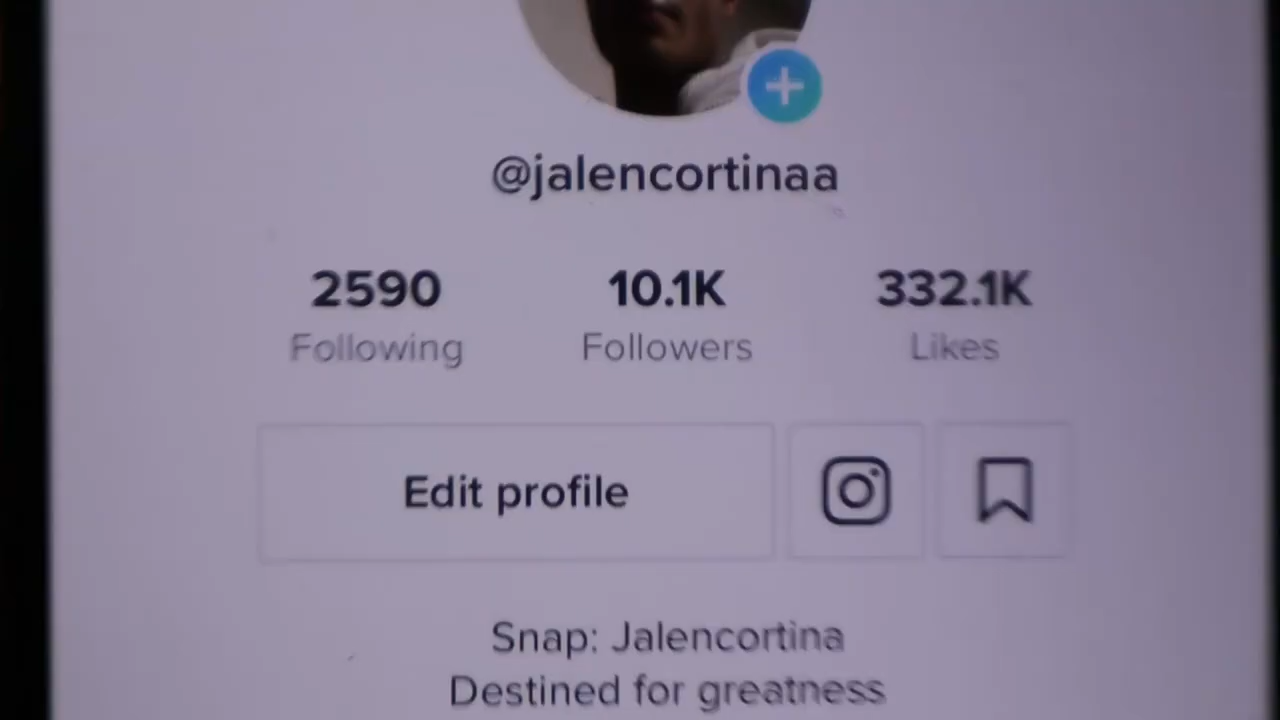 @jalencortinaa
2590 10.1K 332.1K
Following Followers Likes
Edit profile
Snap: Jalencortina
Destined for greatness